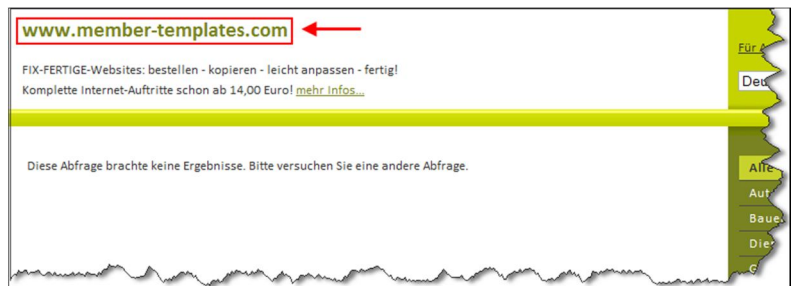 www.member-templates.com
FIX-FERTIGE-Websites: bestellen - kopieren - leicht anpassen - fertig!
Komplette Internet-Auftritte schon ab 14,00 Euro! mehr Infos...
Diese Abfrage brachte keine Ergebnisse. Bitte versuchen Sie eine andere Abfrage.
Für